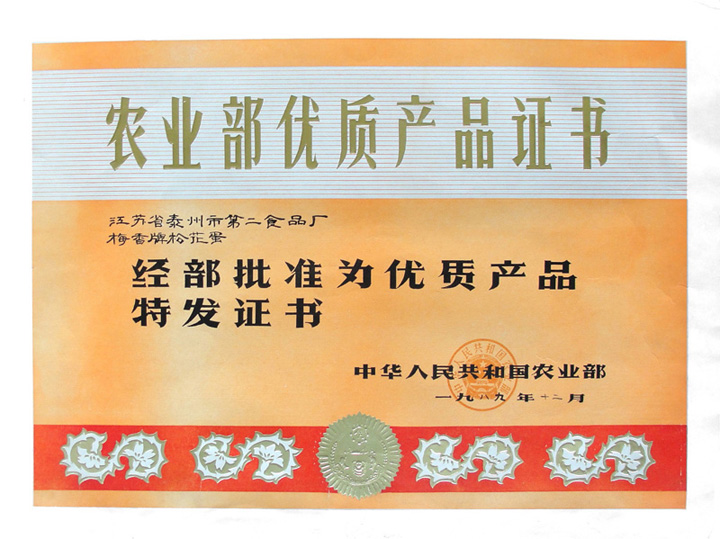 农业部优质产品证书
江苏省泰州市第二食品厂
梅香牌松花蛋
经部批准为优质产品
特发证书
中华人民共和国农业部
一九八九年十二月